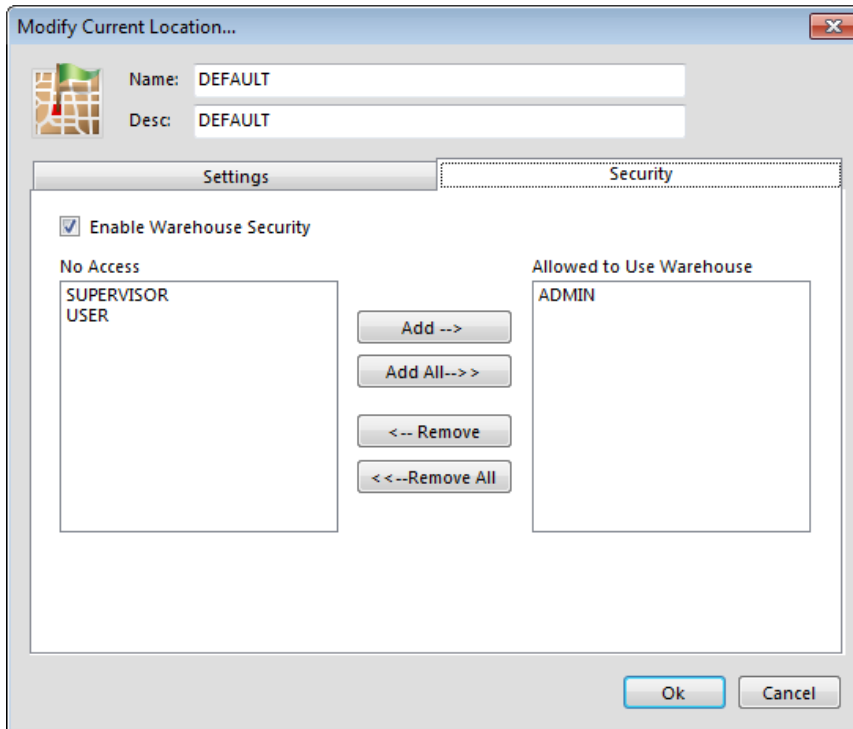 Modify Current Location...
Name: DEFAULT
Desc: DEFAULT
Settings
Security
Enable Warehouse Security
No Access
Allowed to Use Warehouse
SUPERVISOR
USER
ADMIN
Add -->
Add All-->>
<-- Remove
<<--Remove All
Ok
Cancel